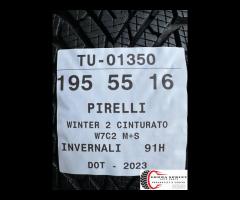 TU-01350
195 55 16
PIRELLI
WINTER 2 CINTURATO
W7C2 M+S
INVERNALI 91H
DOT - 2023